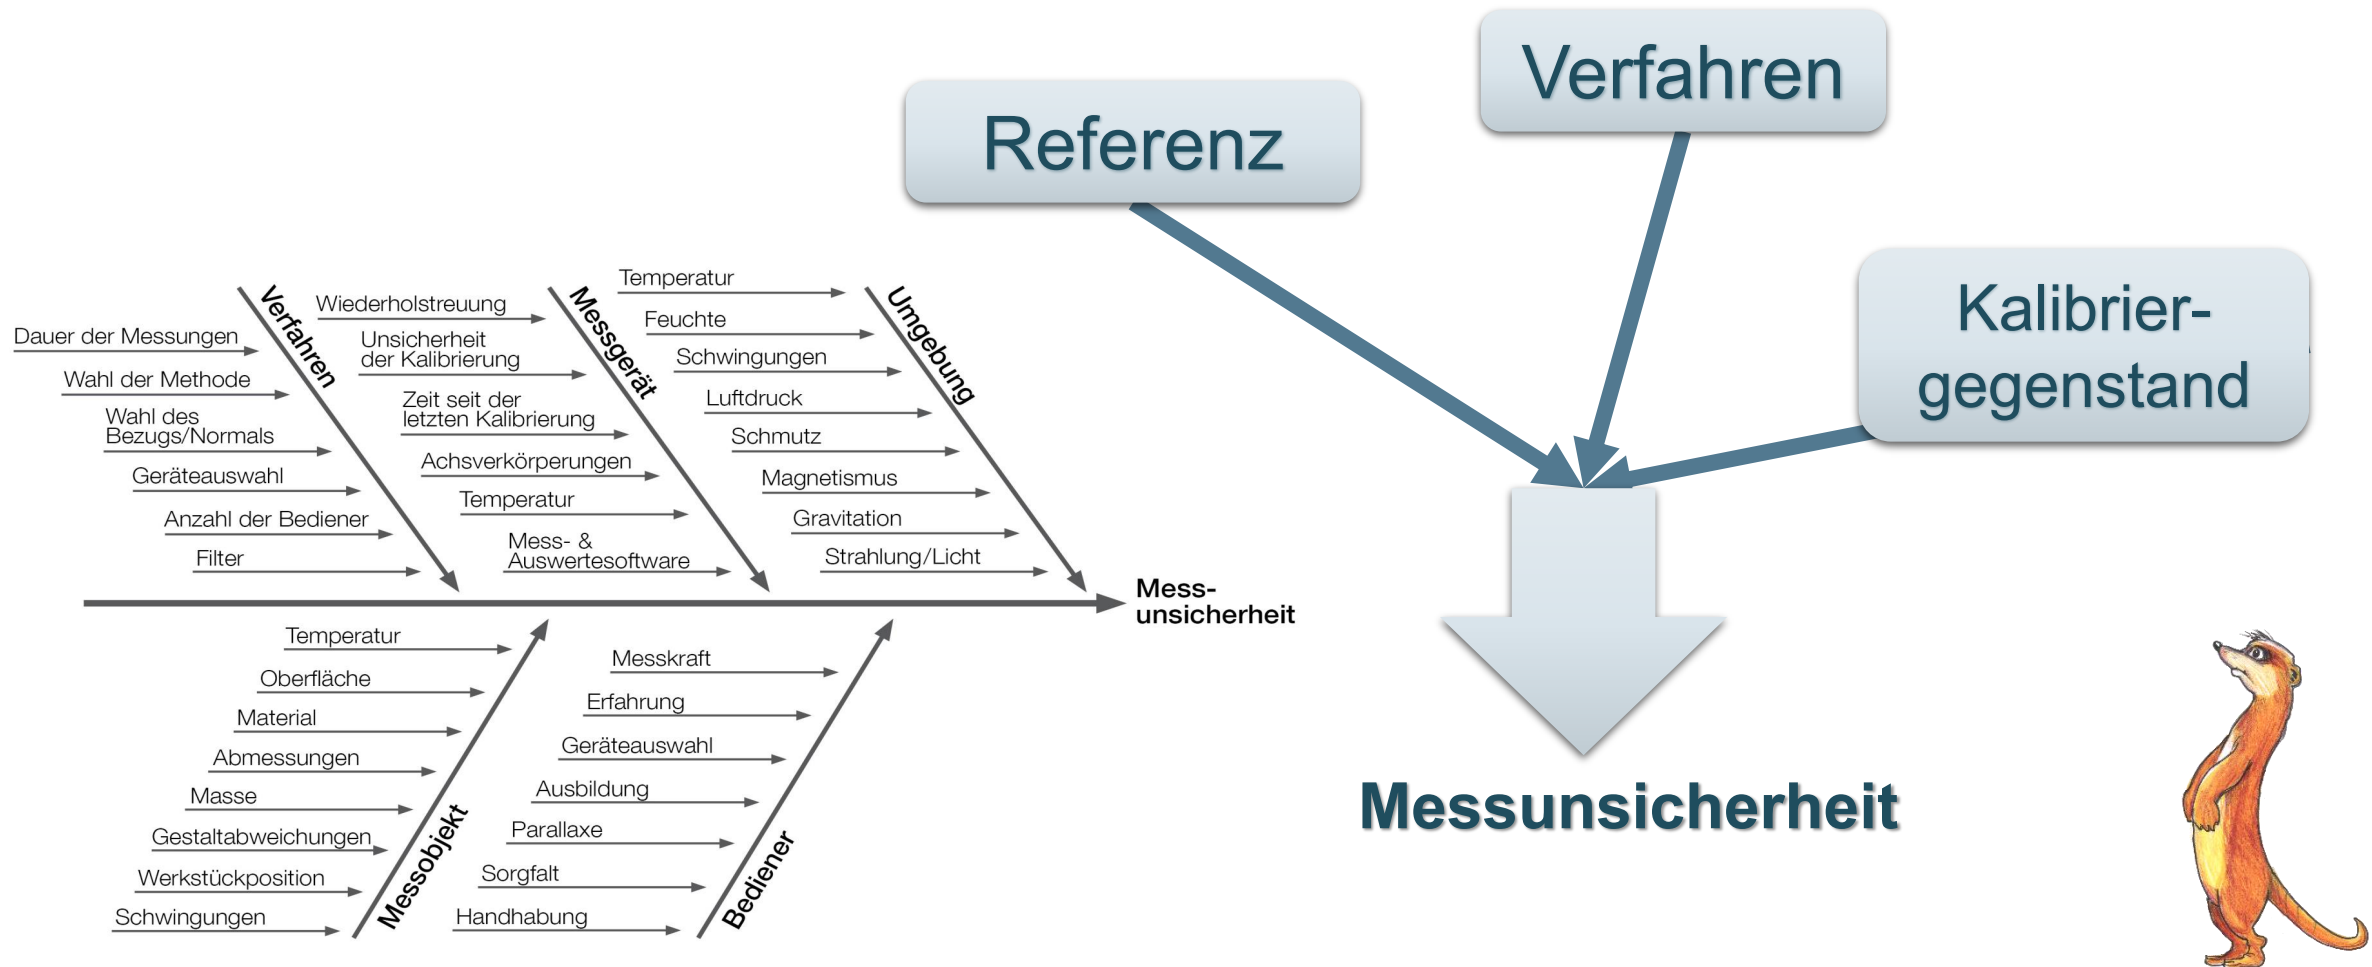 Verfahren
Referenz
Kalibrier-
gegenstand
Messunsicherheit
Verfahren
Dauer der Messungen
Wahl der Methode
Wahl des
Bezugs/Normals
Geräteauswahl
Anzahl der Bediener
Filter
Messgerät
Wiederholstreuung
Unsicherheit
der Kalibrierung
Zeit seit der
letzten Kalibrierung
Achsverkörperungen
Temperatur
Mess- &
Auswertesoftware
Umgebung
Temperatur
Feuchte
Schwingungen
Luftdruck
Schmutz
Magnetismus
Gravitation
Strahlung/Licht
Mess-
unsicherheit
Messobjekt
Temperatur
Oberfläche
Material
Abmessungen
Masse
Gestaltabweichungen
Werkstückposition
Schwingungen
Bediener
Messkraft
Erfahrung
Geräteauswahl
Ausbildung
Parallaxe
Sorgfalt
Handhabung